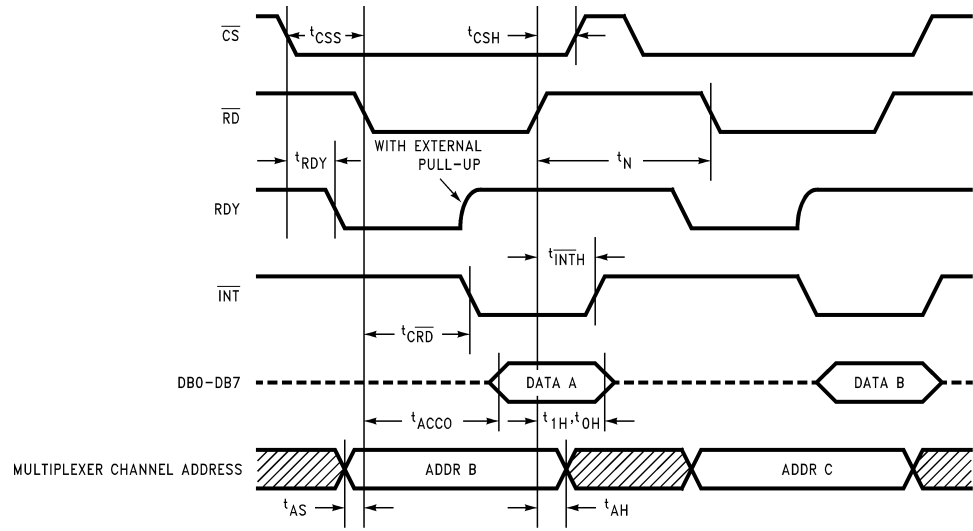 CS tCSS tCSH
RD
WITH EXTERNAL
PULL-UP
tRDY tN
RDY
tINTH
INT
tCRD
DB0-DB7 DATA A DATA B
tACCO t1H,t0H
MULTIPLEXER CHANNEL ADDRESS ADDR B ADDR C
tAS tAH